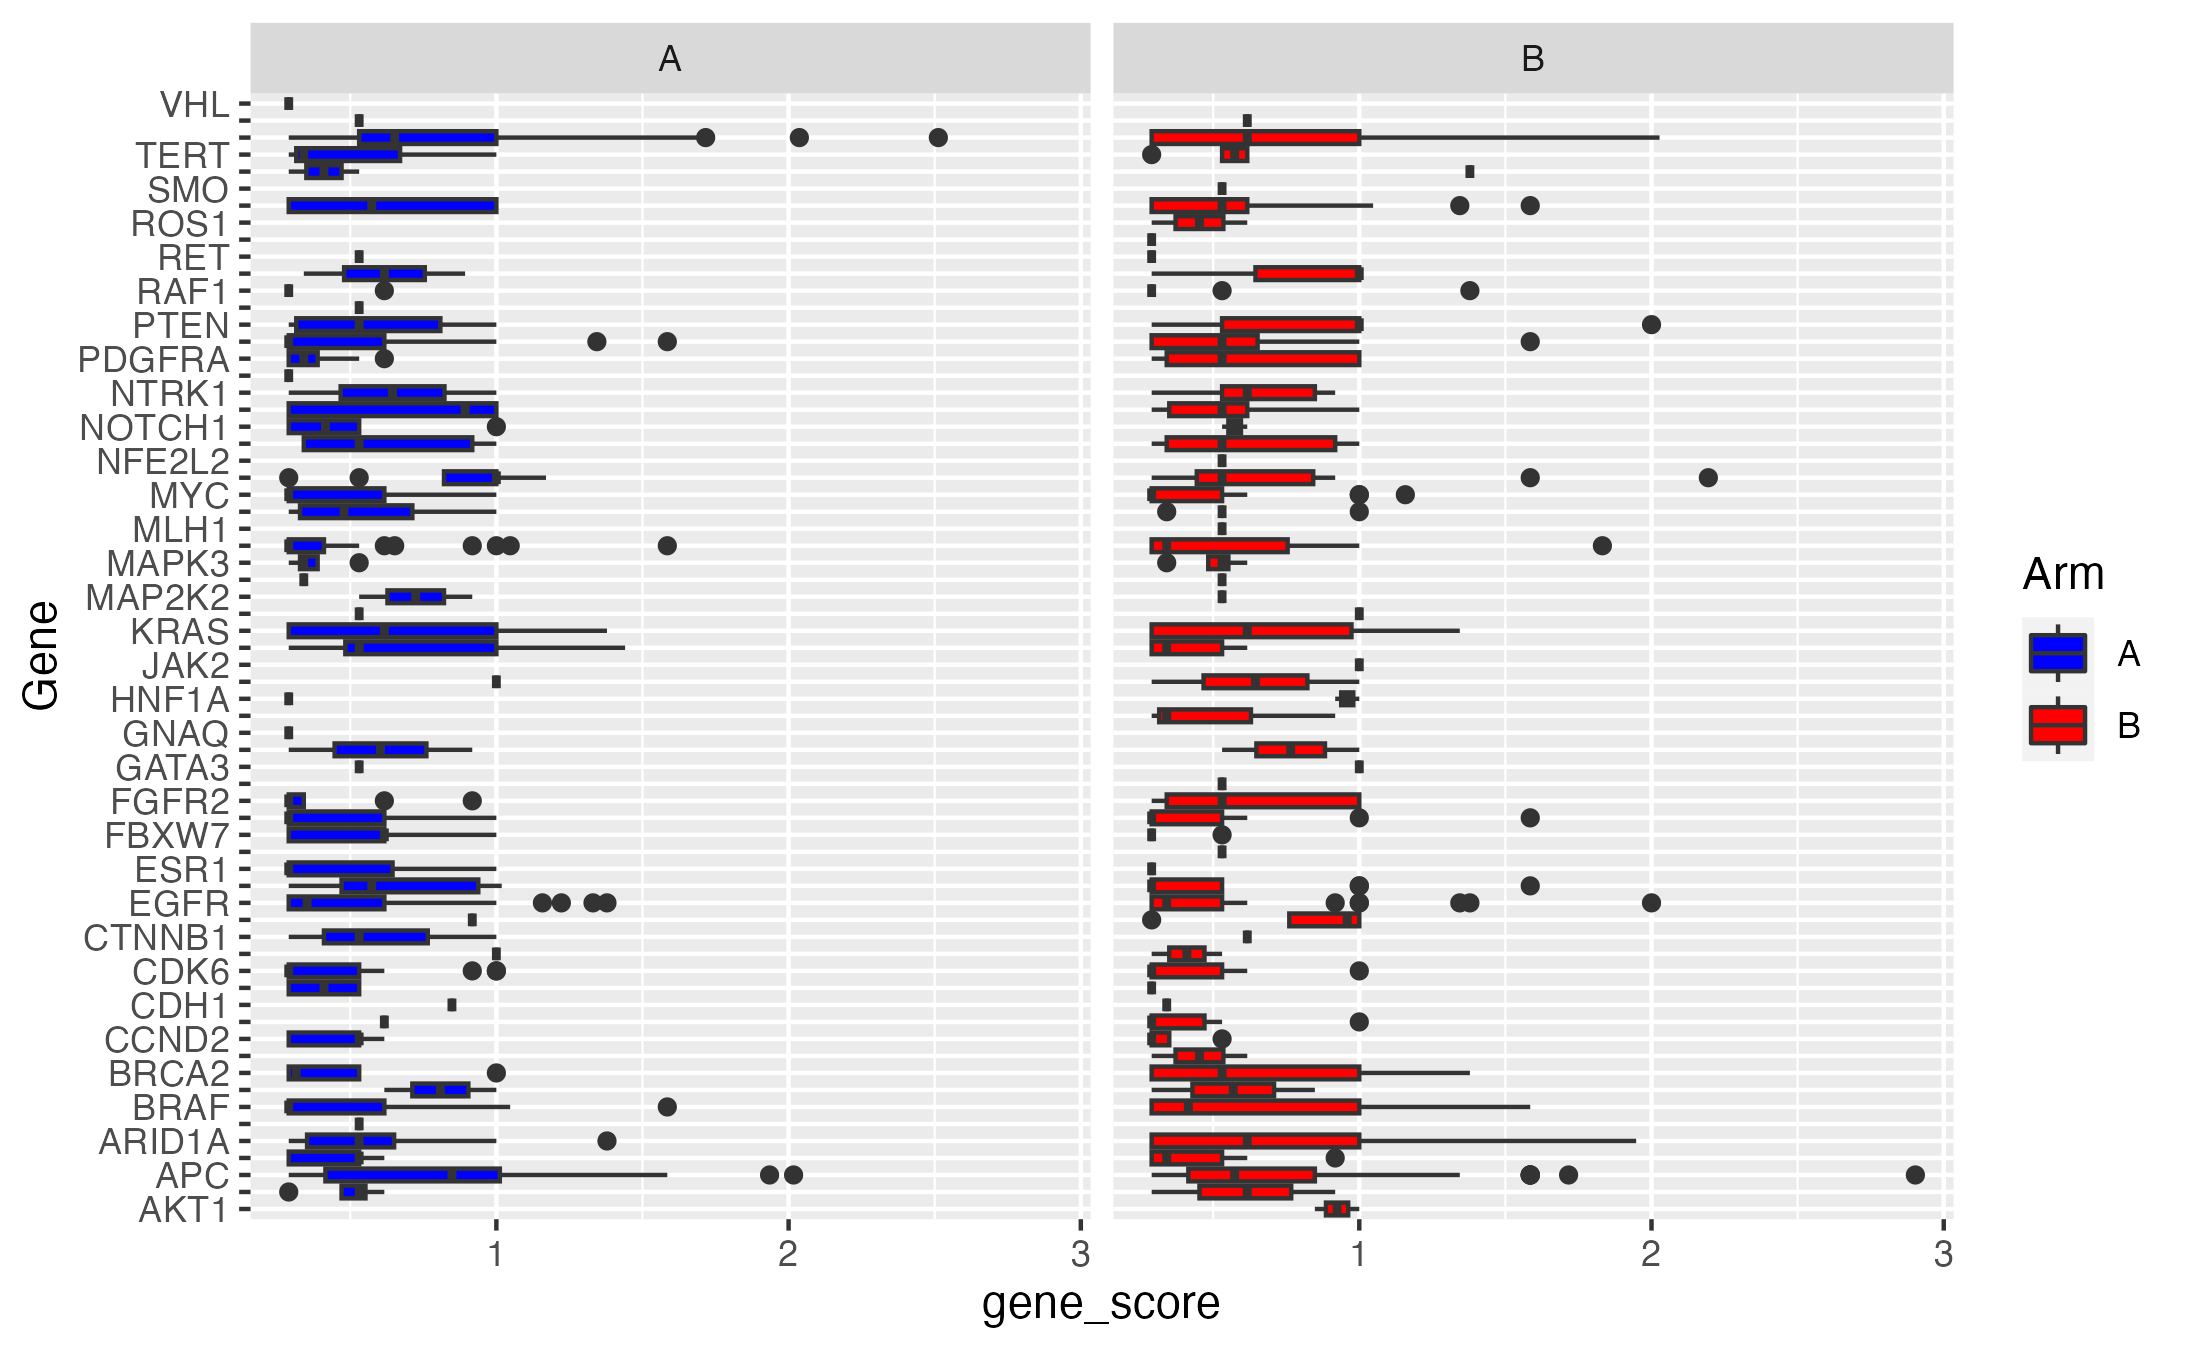 A
B
VHL
TERT
SMO
ROS1
RET
RAF1
PTEN
PDGFRA
NTRK1
NOTCH1
NFE2L2
MYC
MLH1
MAPK3
MAP2K2
KRAS
JAK2
HNF1A
GNAQ
GATA3
FGFR2
FBXW7
ESR1
EGFR
CTNNB1
CDK6
CDH1
CCND2
BRCA2
BRAF
ARID1A
APC
AKT1
Gene
1 2 3
1 2 3
gene_score
Arm
A
B